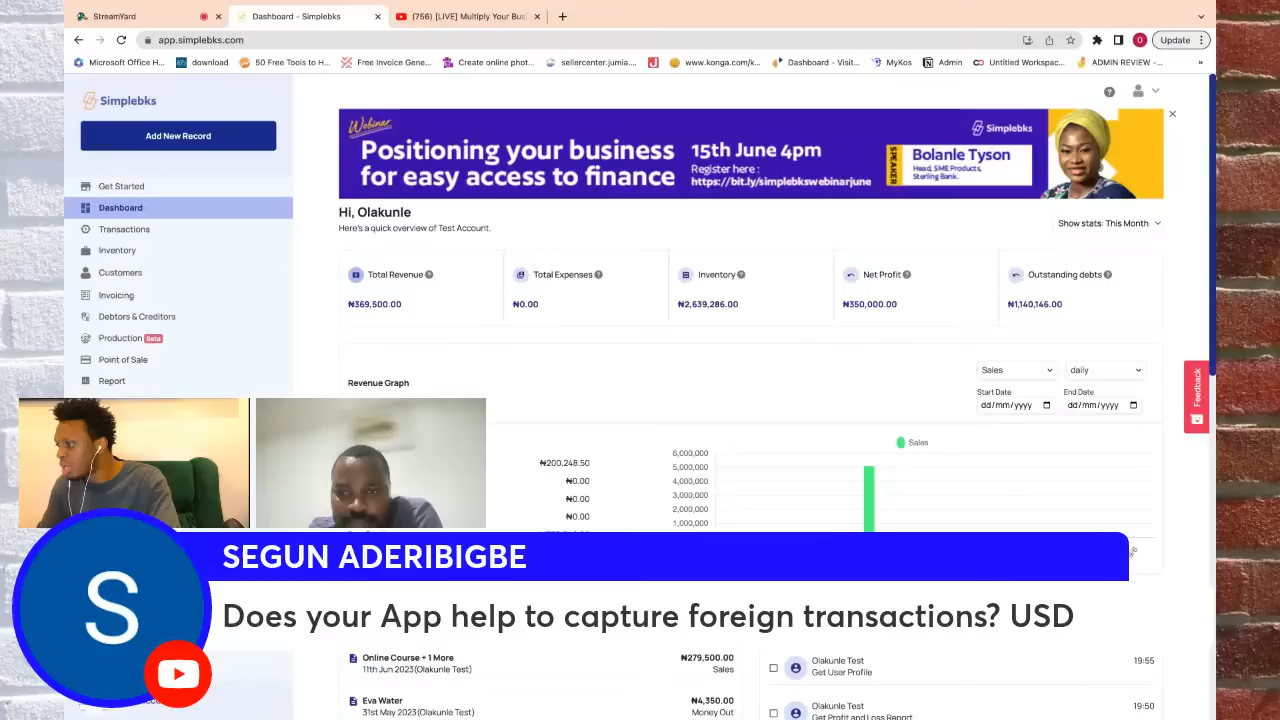 StreamYard
Dashboard - Simplebks
(756) [LIVE] Multiply Your Bus
app.simplebks.com
Update
Microsoft Office H...
download
50 Free Tools to H...
Free Invoice Gene...
Create online phot...
sellercenter.jumia....
www.konga.com/k...
Dashboard - Visit...
MyKos
Admin
Untitled Workspac...
ADMIN REVIEW -...
Simplebks
Add New Record
Get Started
Dashboard
Transactions
Inventory
Customers
Invoicing
Debtors & Creditors
Production Beta
Point of Sale
Report
Webinar
Positioning your business
for easy access to finance
15th June 4pm
Register here :
https://bit.ly/simplebkswebinarjune
Simplebks
SPEAKER
Bolanle Tyson
Head, SME Products,
Sterling Bank.
Hi, Olakunle
Here's a quick overview of Test Account.
Show stats: This Month
Total Revenue
₦369,500.00
Total Expenses
₦0.00
Inventory
₦2,639,286.00
Net Profit
₦350,000.00
Outstanding debts
₦1,140,146.00
Feedback
Revenue Graph
Sales
daily
Start Date
dd/mm/yyyy
End Date
dd/mm/yyyy
Sales
₦200,248.50
₦0.00
₦0.00
₦0.00
6,000,000
5,000,000
4,000,000
3,000,000
2,000,000
1,000,000
S
SEGUN ADERIBIGBE
Does your App help to capture foreign transactions? USD
Online Course + 1 More
11th Jun 2023(Olakunle Test)
₦279,500.00
Sales
Eva Water
31st May 2023(Olakunle Test)
₦4,350.00
Money Out
Olakunle Test
Get User Profile
19:55
Olakunle Test
Get Profit and Loss Report
19:50